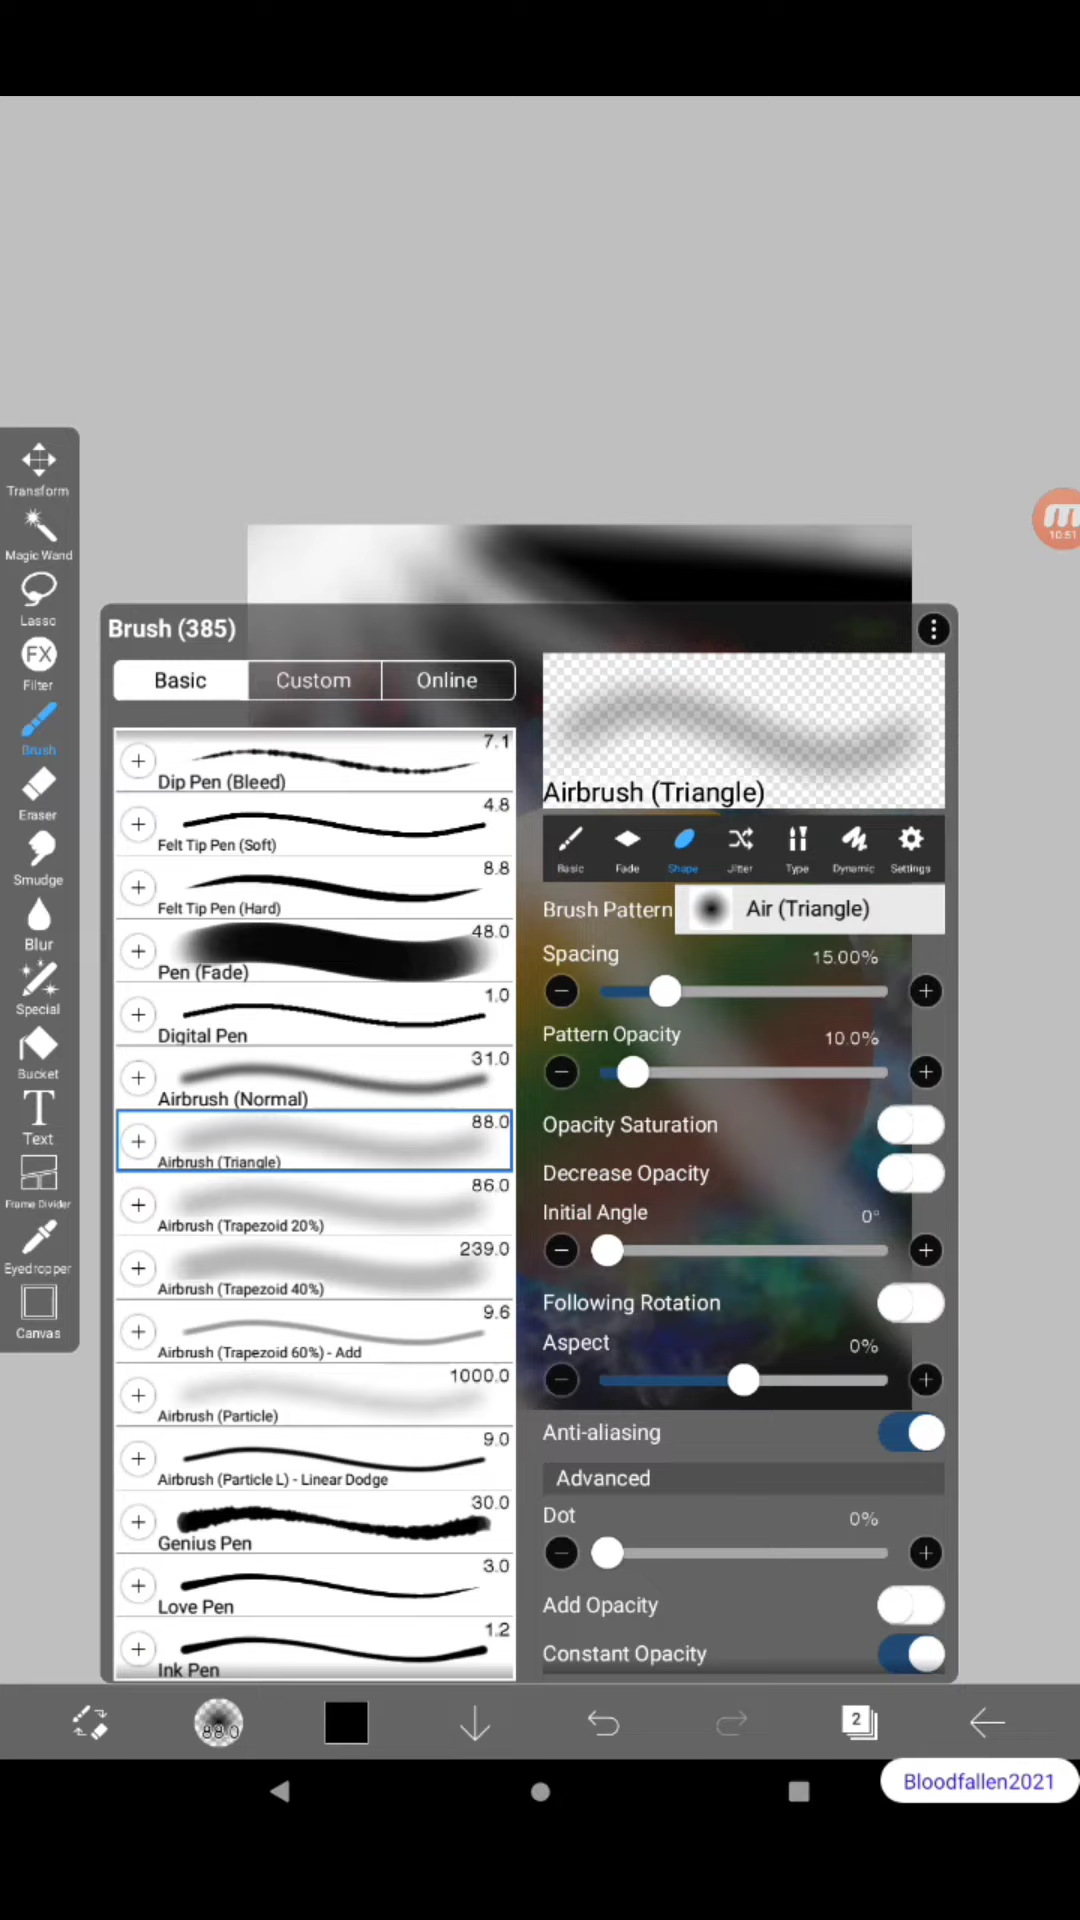 Transform
Magic Wand
Lasso
FX
Filter
Brush
Eraser
Smudge
Blur
Special
Bucket
T
Text
Frame Divider
Eyedropper
Canvas
m
10:51
Brush (385)
Basic
Custom
Online
7.1
Dip Pen (Bleed)
4.8
Felt Tip Pen (Soft)
8.8
Felt Tip Pen (Hard)
48.0
Pen (Fade)
1.0
Digital Pen
31.0
Airbrush (Normal)
88.0
Airbrush (Triangle)
86.0
Airbrush (Trapezoid 20%)
239.0
Airbrush (Trapezoid 40%)
9.6
Airbrush (Trapezoid 60%) - Add
1000.0
Airbrush (Particle)
9.0
Airbrush (Particle L) - Linear Dodge
30.0
Genius Pen
3.0
Love Pen
1.2
Ink Pen
Airbrush (Triangle)
Basic
Fade
Shape
Jitter
Type
Dynamic
Settings
Brush Pattern
Air (Triangle)
Spacing
15.00%
Pattern Opacity
10.0%
Opacity Saturation
Decrease Opacity
Initial Angle
0°
Following Rotation
Aspect
0%
Anti-aliasing
Advanced
Dot
0%
Add Opacity
Constant Opacity
88.0
2
Bloodfallen2021